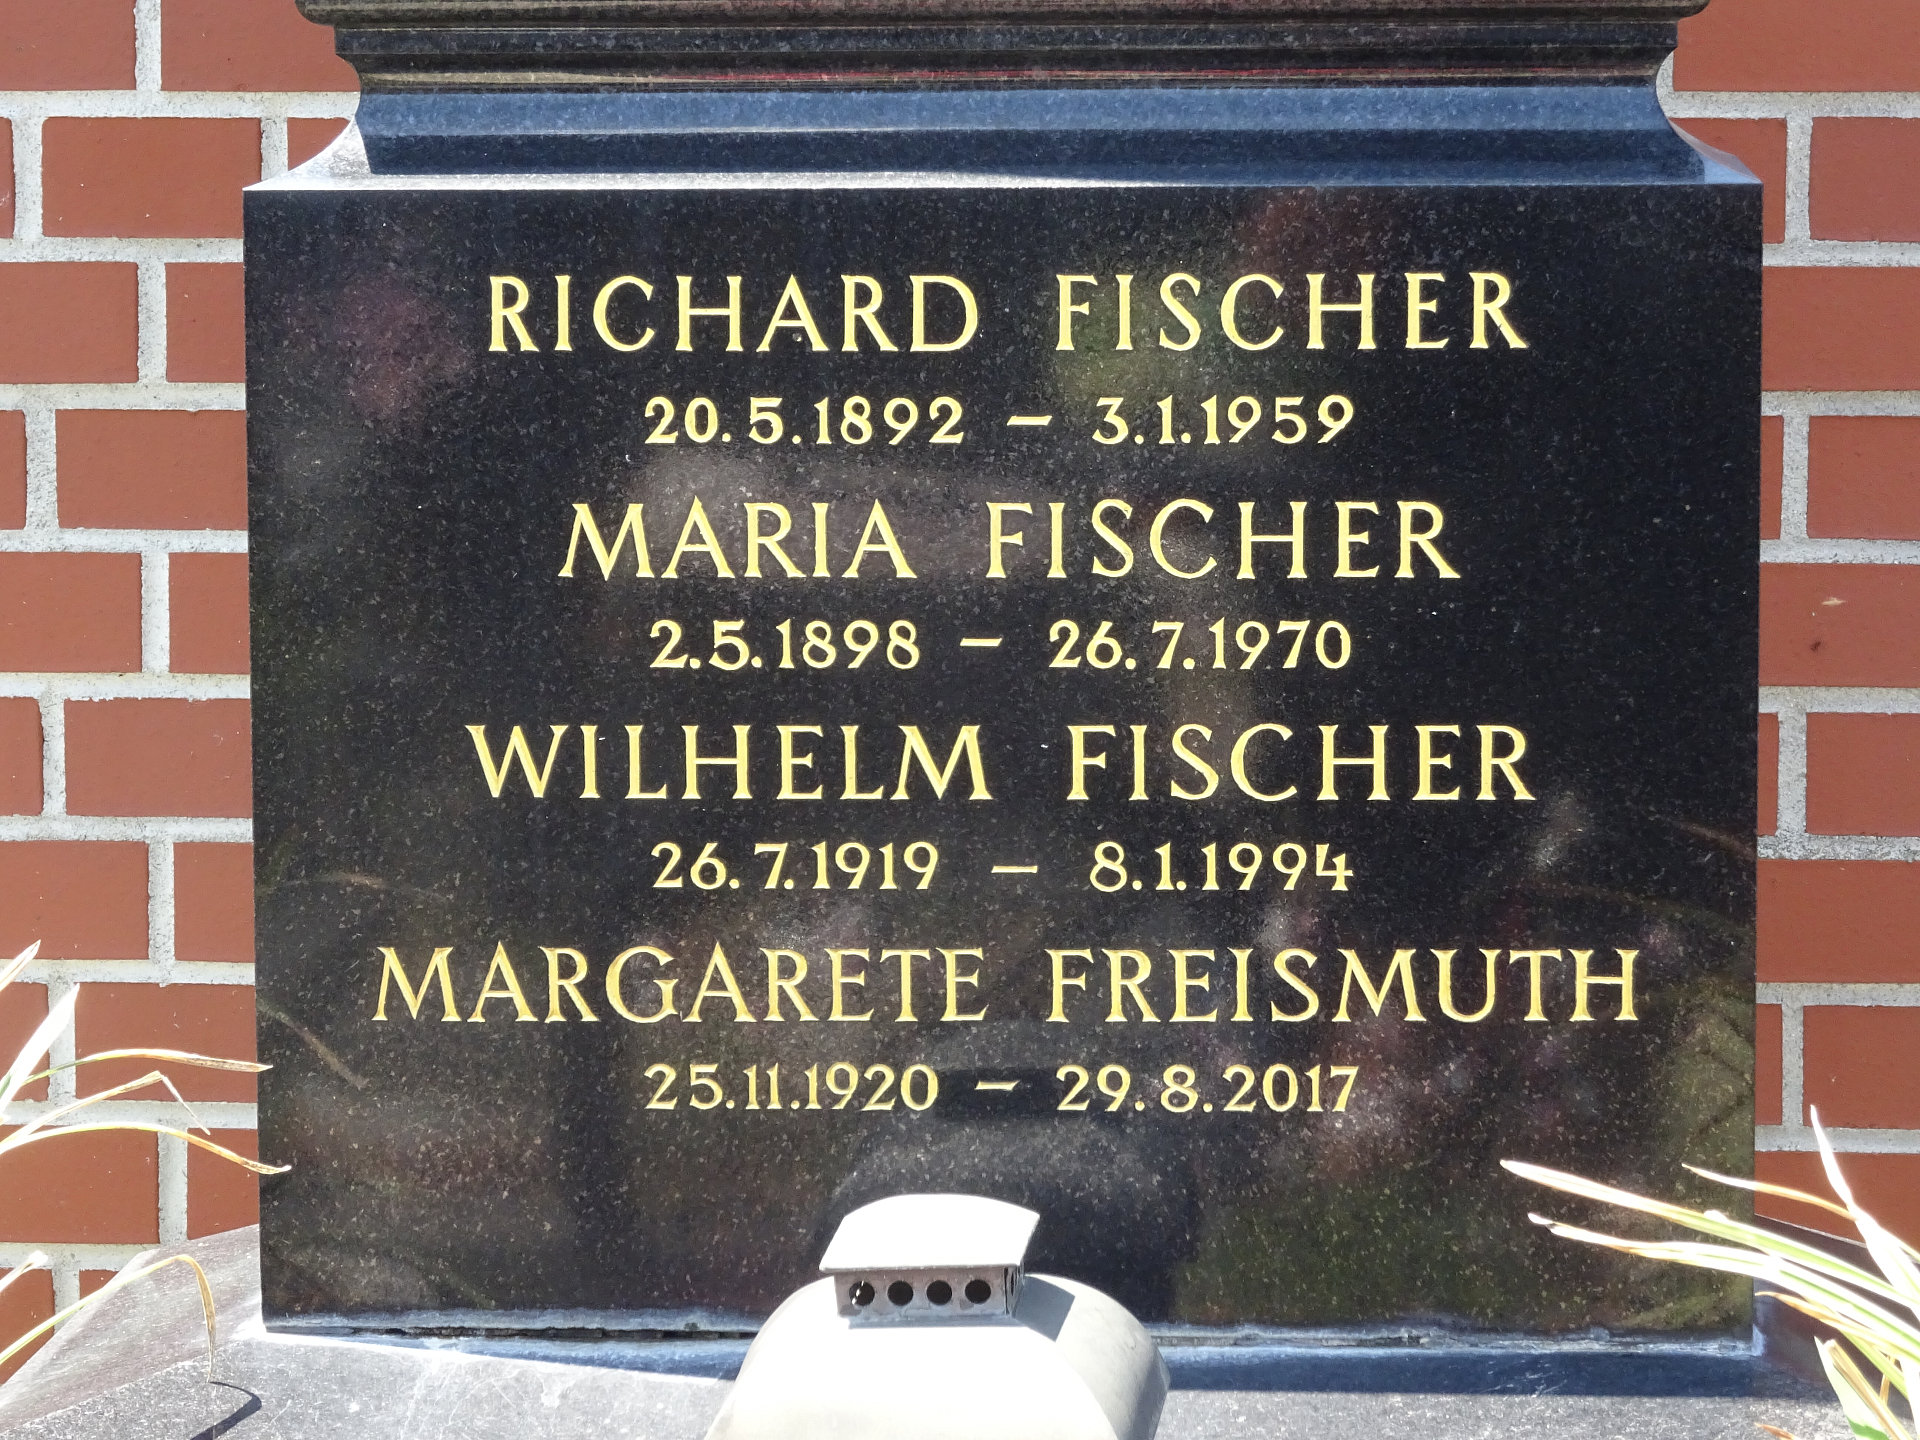 RICHARD FISCHER
20.5.1892 – 3.1.1959
MARIA FISCHER
2.5.1898 – 26.7.1970
WILHELM FISCHER
26.7.1919 – 8.1.1994
MARGARETE FREISMUTH
25.11.1920 – 29.8.2017